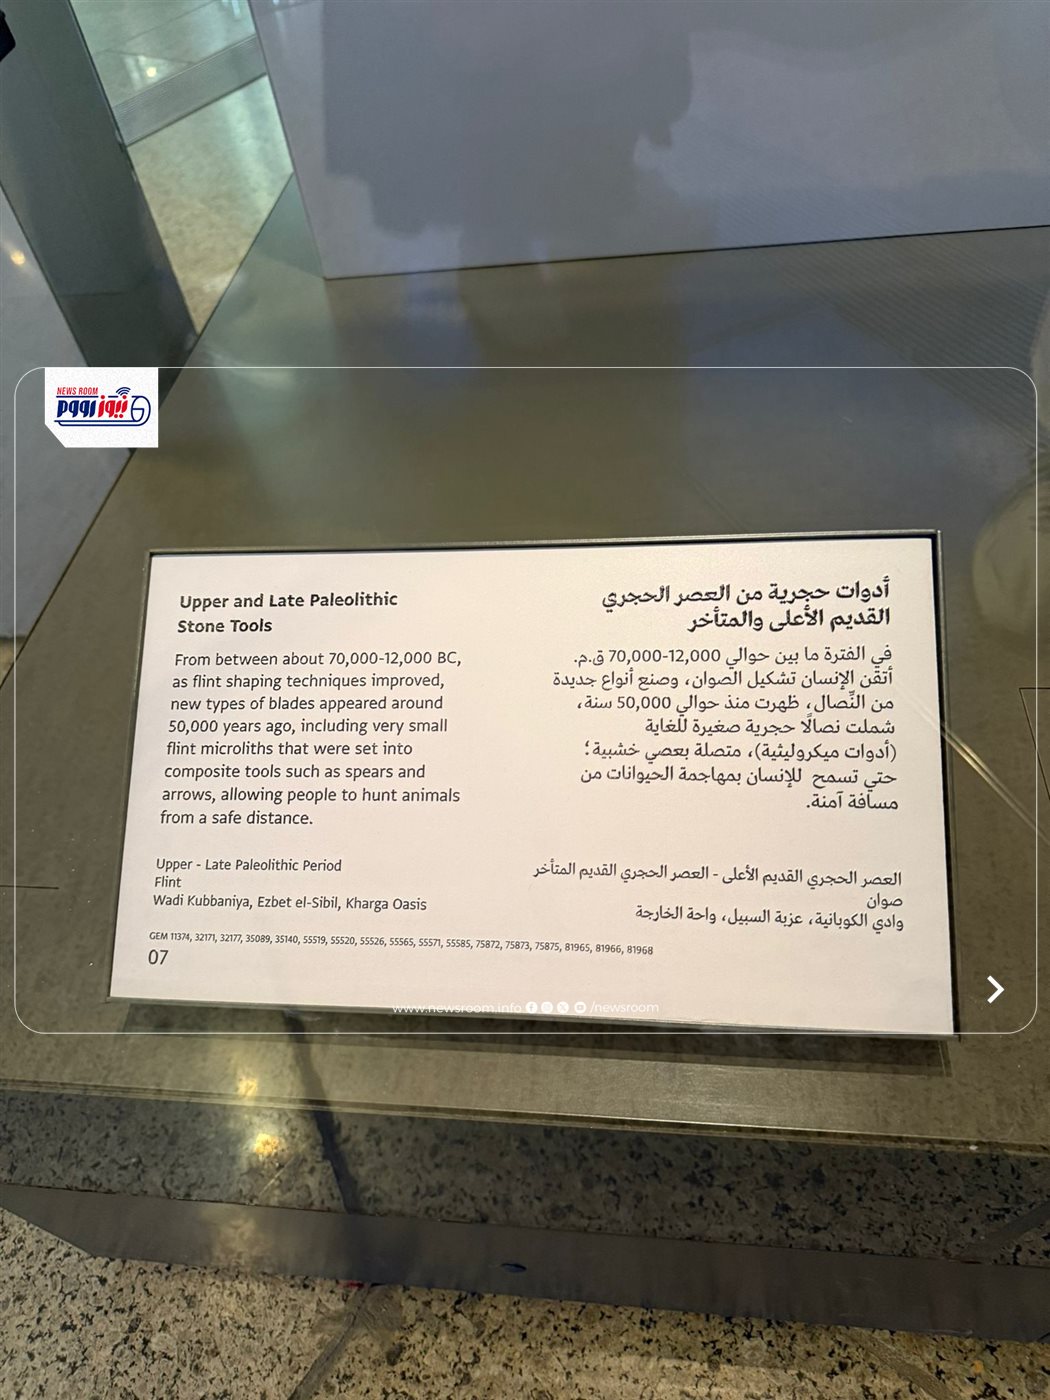 NEWS ROOM
نيوز رووم
Upper and Late Paleolithic
Stone Tools
From between about 70,000-12,000 BC,
as flint shaping techniques improved,
new types of blades appeared around
50,000 years ago, including very small
flint microliths that were set into
composite tools such as spears and
arrows, allowing people to hunt animals
from a safe distance.
Upper - Late Paleolithic Period
Flint
Wadi Kubbaniya, Ezbet el-Sibil, Kharga Oasis
أدوات حجرية من العصر الحجري
القديم الأعلى والمتأخر
في الفترة ما بين حوالي 12,000-70,000 ق.م.
أتقن الإنسان تشكيل الصوان، وصنع أنواع جديدة
من النِّصال، ظهرت منذ حوالي 50,000 سنة،
شملت نصالًا حجرية صغيرة للغاية
(أدوات ميكروليثية)، متصلة بعصي خشبية؛
حتي تسمح للإنسان بمهاجمة الحيوانات من
مسافة آمنة.
العصر الحجري القديم الأعلى - العصر الحجري القديم المتأخر
صوان
وادي الكوبانية، عزبة السبيل، واحة الخارجة
GEM 11374, 32171, 32177, 35089, 35140, 55519, 55520, 55526, 55565, 55571, 55585, 75872, 75873, 75875, 81965, 81966, 81968
07
www.newsroom.info /newsroom